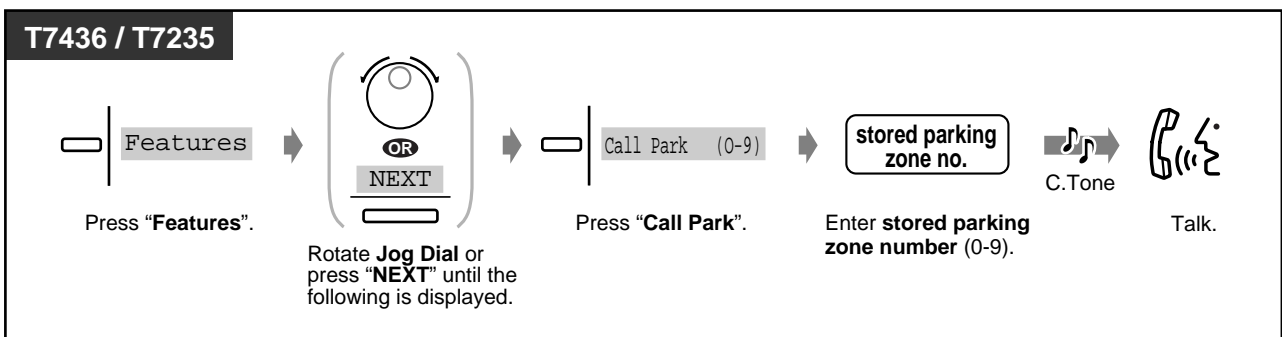 T7436 / T7235
Features
OR
NEXT
Call Park (0-9)
stored parking
zone no.
C.Tone
Press “Features”.
Rotate Jog Dial or
press “NEXT” until the
following is displayed.
Press “Call Park”.
Enter stored parking
zone number (0-9).
Talk.